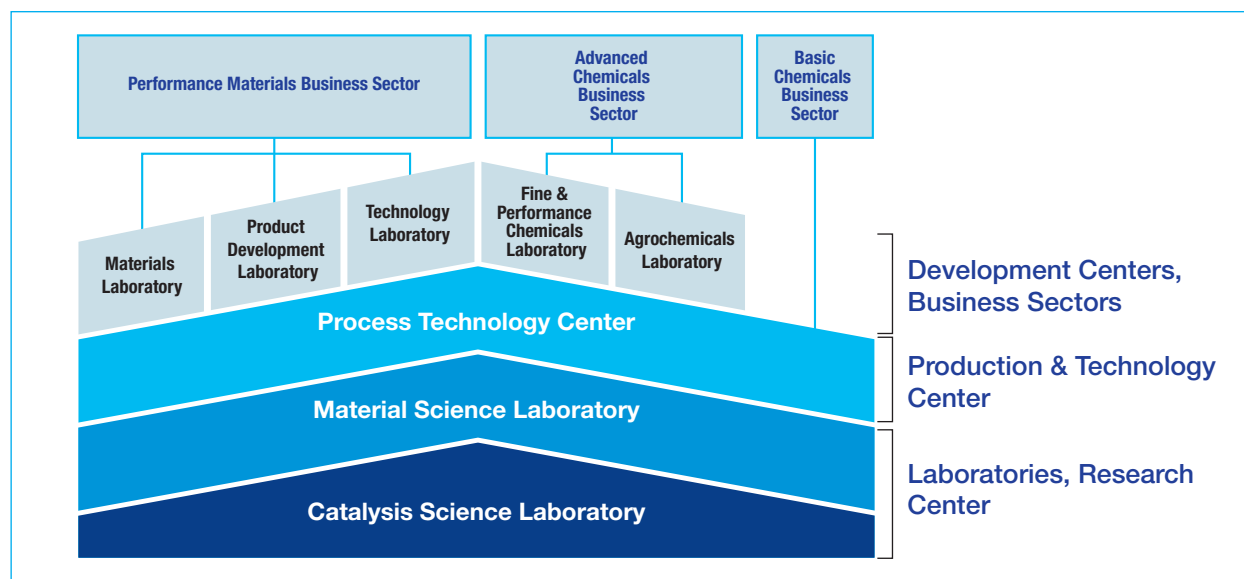 Performance Materials Business Sector
Advanced
Chemicals
Business
Sector
Basic
Chemicals
Business
Sector
Materials
Laboratory
Product
Development
Laboratory
Technology
Laboratory
Fine &
Performance
Chemicals
Laboratory
Agrochemicals
Laboratory
Development Centers,
Business Sectors
Process Technology Center
Production & Technology
Center
Material Science Laboratory
Laboratories, Research
Center
Catalysis Science Laboratory